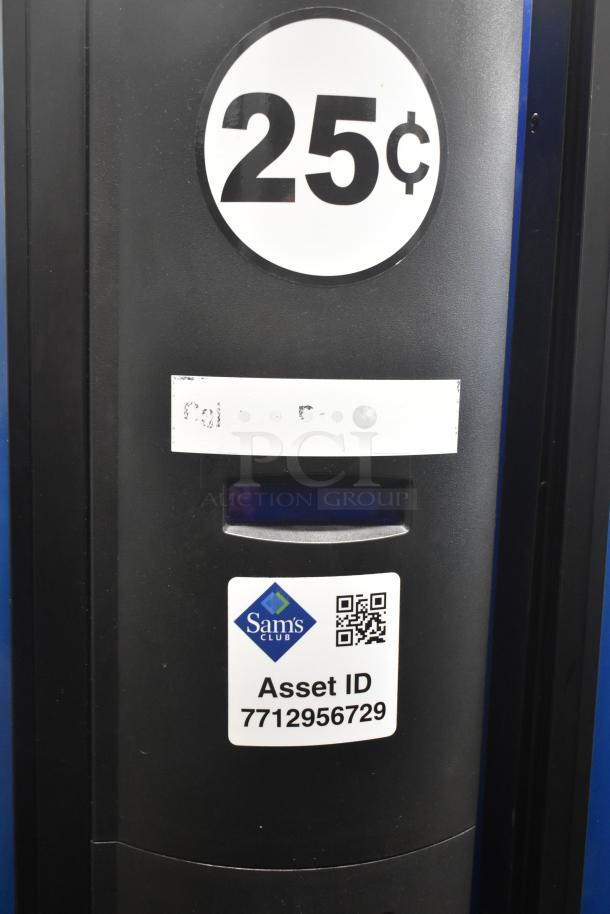 25¢
PCI
AUCTION GROUP
Sam's
CLUB
Asset ID
7712956729